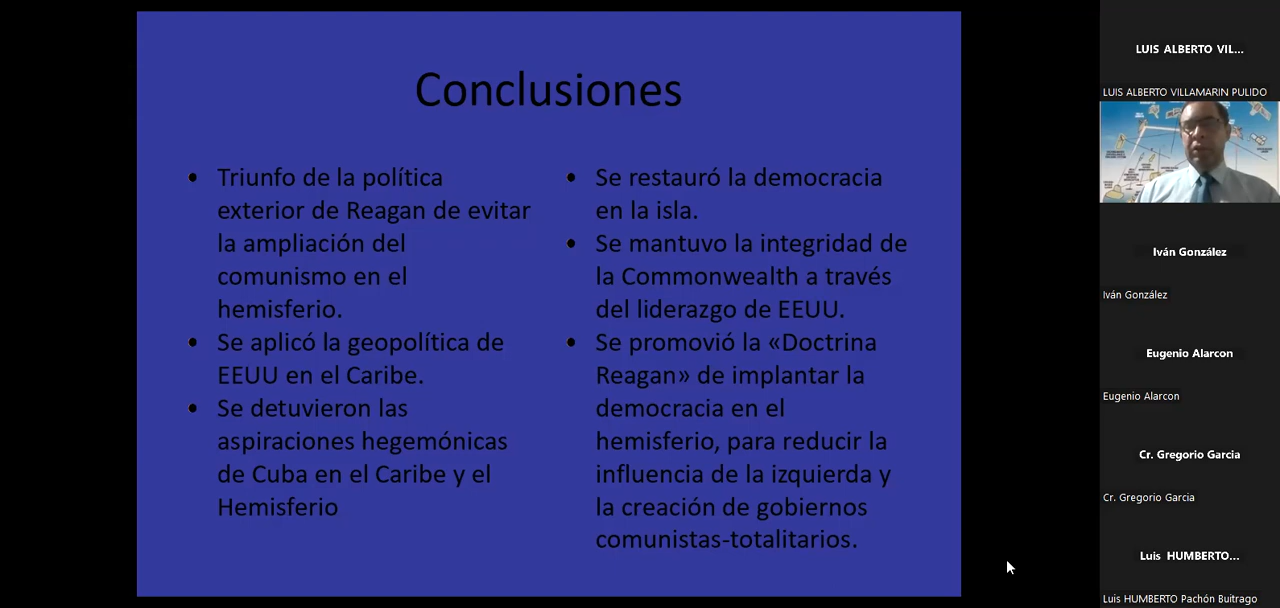 Conclusiones
• Triunfo de la política
exterior de Reagan de evitar
la ampliación del
comunismo en el
hemisferio.
• Se aplicó la geopolítica de
EEUU en el Caribe.
• Se detuvieron las
aspiraciones hegemónicas
de Cuba en el Caribe y el
Hemisferio
• Se restauró la democracia
en la isla.
• Se mantuvo la integridad de
la Commonwealth a través
del liderazgo de EEUU.
• Se promovió la «Doctrina
Reagan» de implantar la
democracia en el
hemisferio, para reducir la
influencia de la izquierda y
la creación de gobiernos
comunistas-totalitarios.
LUIS ALBERTO VIL...
LUIS ALBERTO VILLAMARIN PULIDO
Iván González
Iván González
Eugenio Alarcon
Eugenio Alarcon
Cr. Gregorio Garcia
Cr. Gregorio Garcia
Luis HUMBERTO...
Luis HUMBERTO Pachón Buitrago